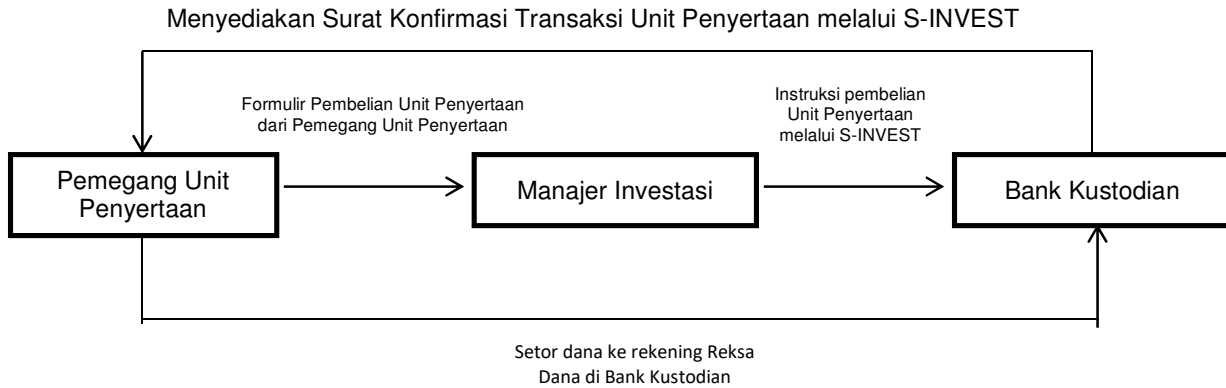 Menyediakan Surat Konfirmasi Transaksi Unit Penyertaan melalui S-INVEST
Formulir Pembelian Unit Penyertaan
dari Pemegang Unit Penyertaan
Instruksi pembelian
Unit Penyertaan
melalui S-INVEST
Pemegang Unit
Penyertaan
Manajer Investasi
Bank Kustodian
Setor dana ke rekening Reksa
Dana di Bank Kustodian